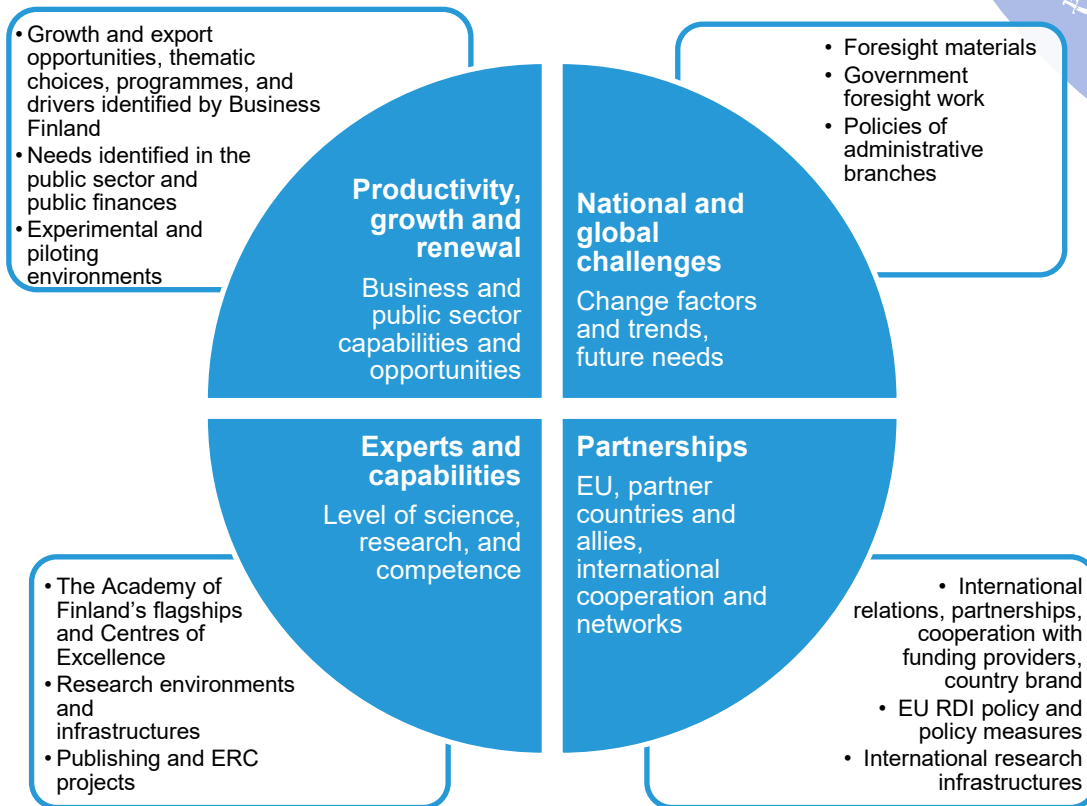 • Growth and export
opportunities, thematic
choices, programmes, and
drivers identified by Business
Finland
• Needs identified in the
public sector and
public finances
• Experimental and
piloting
environments
• Foresight materials
• Government
foresight work
• Policies of
administrative
branches
Productivity,
growth and
renewal
Business and
public sector
capabilities and
opportunities
National and
global
challenges
Change factors
and trends,
future needs
Experts and
capabilities
Level of science,
research, and
competence
Partnerships
EU, partner
countries and
allies,
international
cooperation and
networks
• The Academy of
Finland’s flagships
and Centres of
Excellence
• Research environments
and
infrastructures
• Publishing and ERC
projects
• International
relations, partnerships,
cooperation with
funding providers,
country brand
• EU RDI policy and
policy measures
• International research
infrastructures